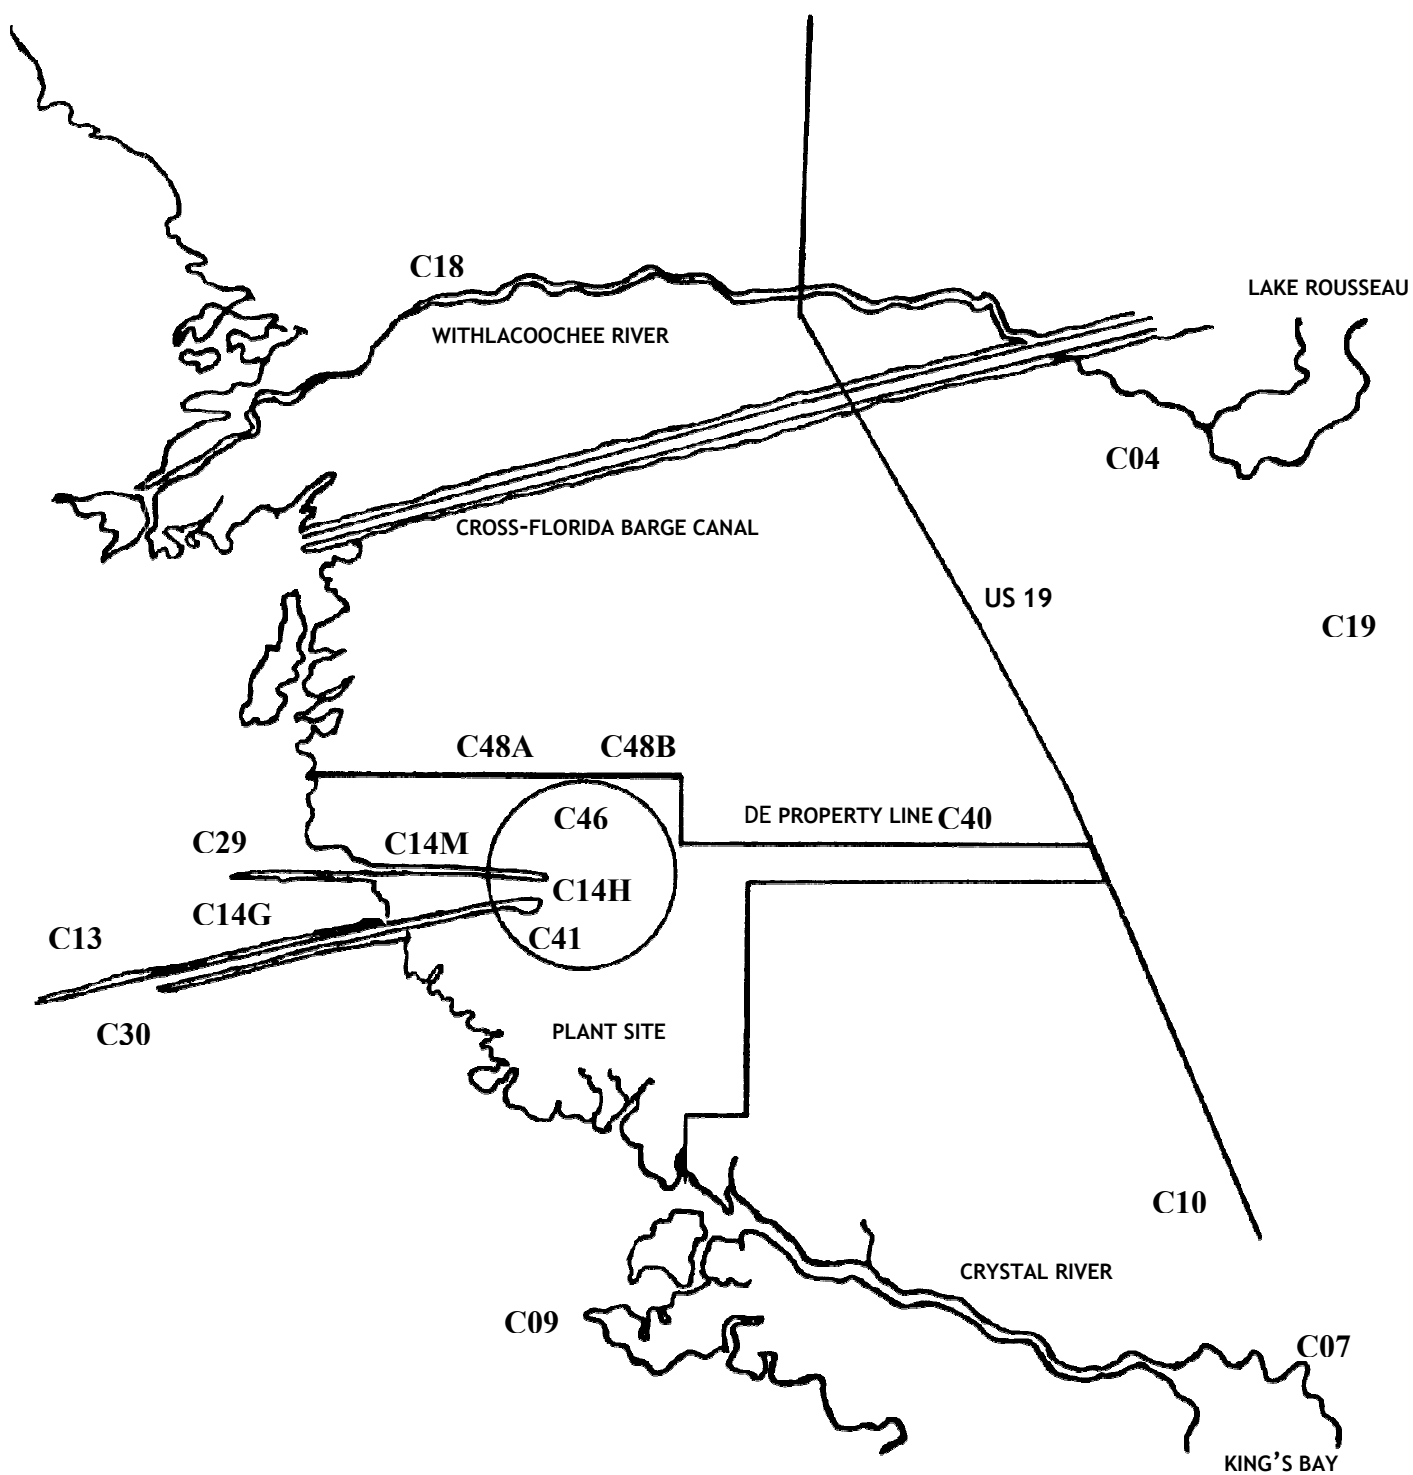 C18
LAKE ROUSSEAU
WITHLACOOCHEE RIVER
C04
CROSS-FLORIDA BARGE CANAL
US 19
C19
C48A
C48B
C46
DE PROPERTY LINE C40
C29
C14M
C14H
C14G
C13
C41
C30
PLANT SITE
C10
CRYSTAL RIVER
C09
C07
KING'S BAY